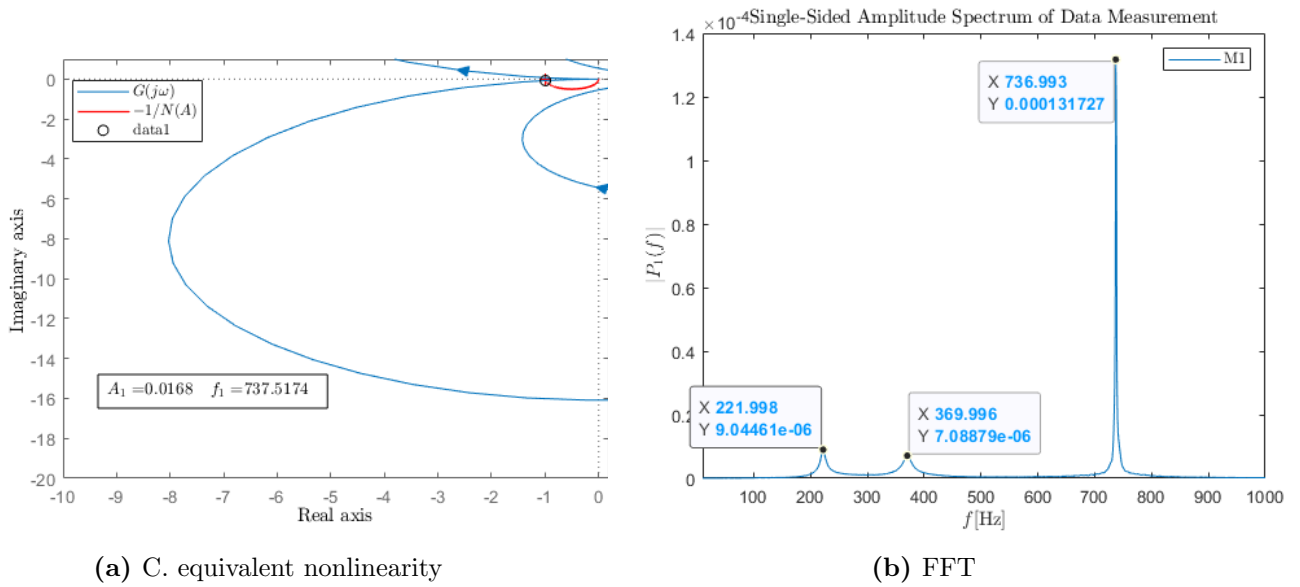 0
-2
-4
-6
-8
-10
-12
-14
-16
-18
-20
-10
-9
-8
-7
-6
-5
-4
-3
-2
-1
0
Imaginary axis
Real axis
G(jω)
-1/N(A)
data1
A₁ =0.0168 f₁ =737.5174
(a) C. equivalent nonlinearity
× 10⁻⁴ Single-Sided Amplitude Spectrum of Data Measurement
1.4
1.2
1
0.8
0.6
0.4
0.2
0
|P₁(f)|
M1
X 736.993
Y 0.000131727
X 221.998
Y 9.04461e-06
X 369.996
Y 7.08879e-06
100
200
300
400
500
600
700
800
900
1000
f[Hz]
(b) FFT